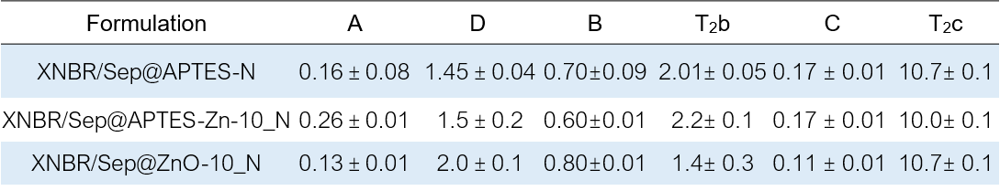 Formulation A D B T₂b C T₂c
XNBR/Sep@APTES-N 0.16 ± 0.08 1.45 ± 0.04 0.70±0.09 2.01± 0.05 0.17 ± 0.01 10.7± 0.1
XNBR/Sep@APTES-Zn-10_N 0.26 ± 0.01 1.5 ± 0.2 0.60±0.01 2.2± 0.1 0.17 ± 0.01 10.0± 0.1
XNBR/Sep@ZnO-10_N 0.13 ± 0.01 2.0 ± 0.1 0.80±0.01 1.4± 0.3 0.11 ± 0.01 10.7± 0.1